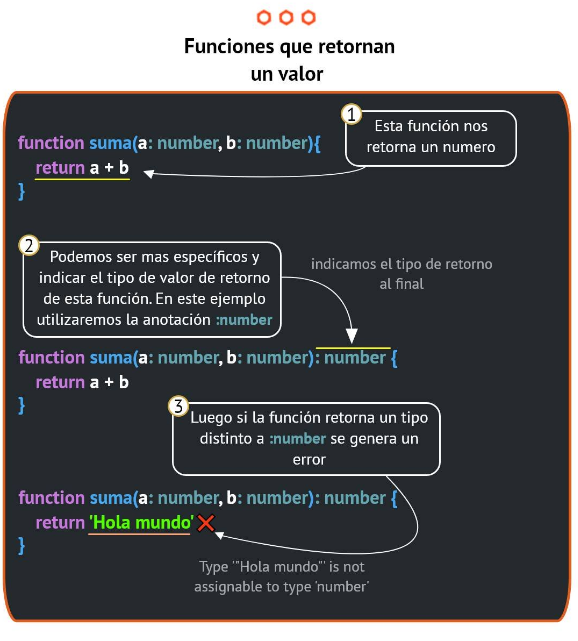 Funciones que retornan
un valor
1
Esta función nos
retorna un numero
function suma(a: number, b: number){
return a + b
}
2
Podemos ser mas específicos y
indicar el tipo de valor de retorno
de esta función. En este ejemplo
utilizaremos la anotación :number
indicamos el tipo de retorno
al final
function suma(a: number, b: number): number {
return a + b
}
3
Luego si la función retorna un tipo
distinto a :number se genera un
error
function suma(a: number, b: number): number {
return 'Hola mundo'
}
Type '"Hola mundo"' is not
assignable to type 'number'